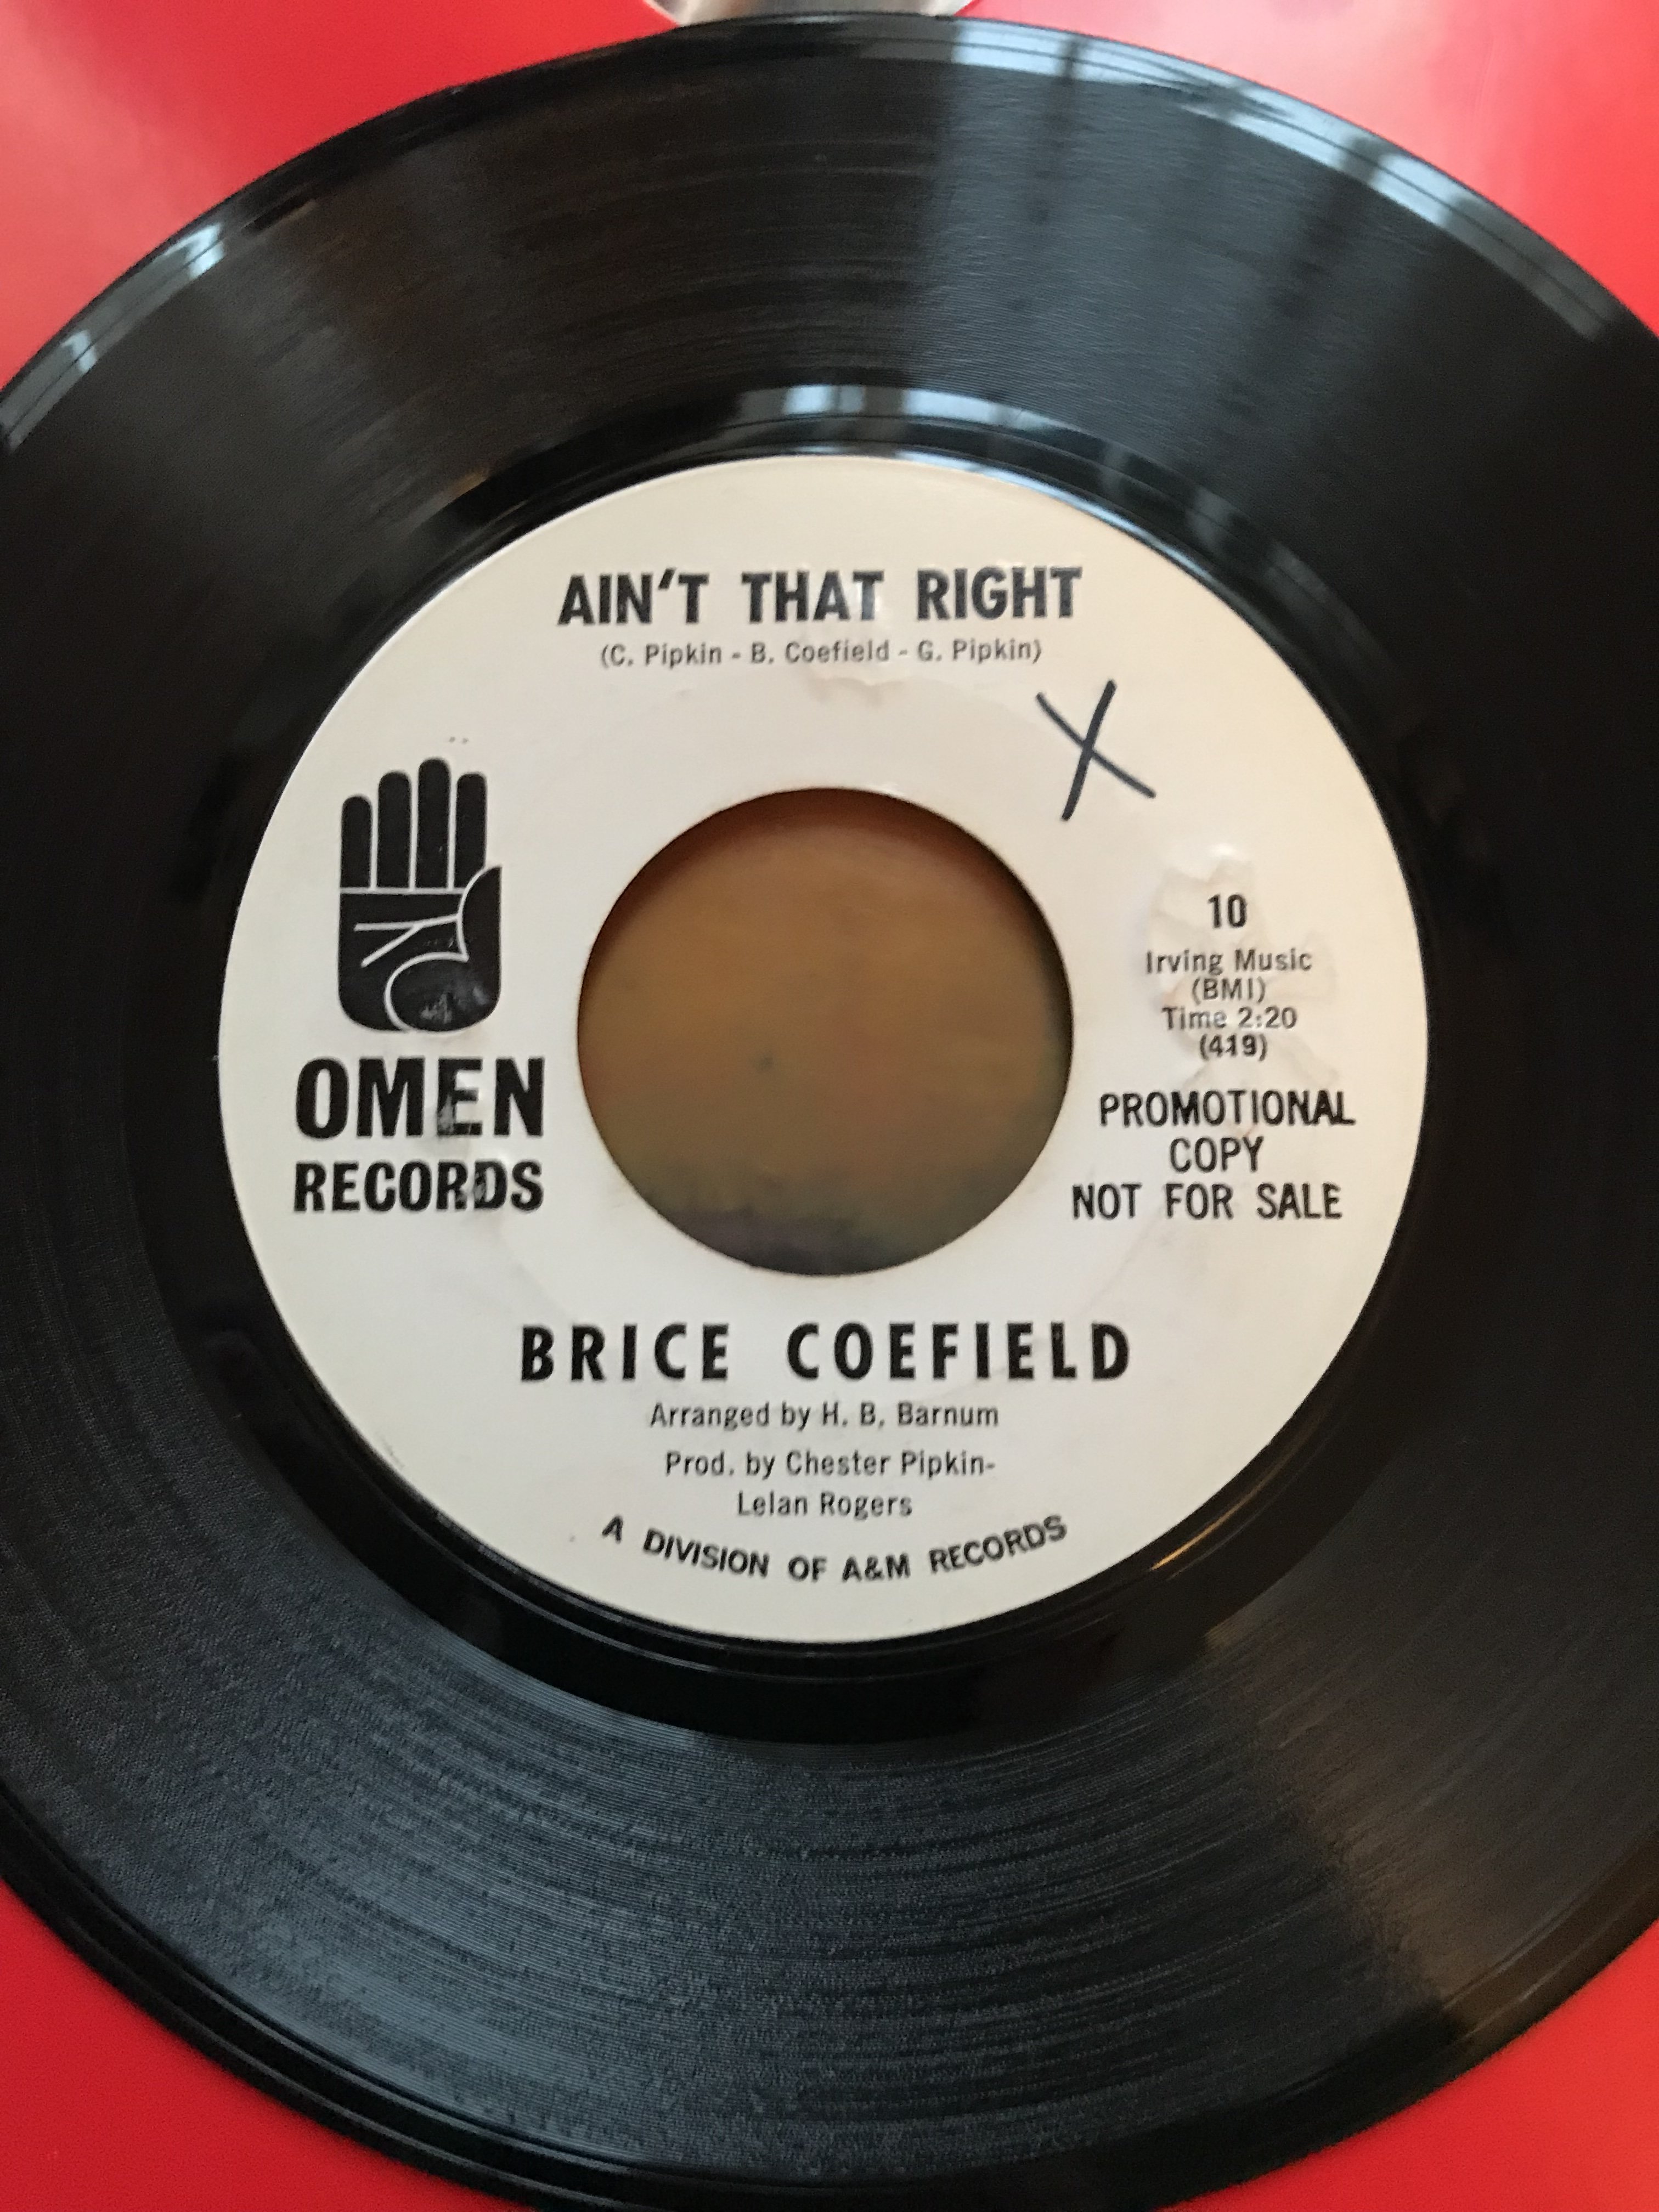 AIN'T THAT RIGHT
(C. Pipkin - B. Coefield - G. Pipkin)
X
10
Irving Music
(BMI)
Time 2:20
(419)
OMEN
RECORDS
PROMOTIONAL
COPY
NOT FOR SALE
BRICE COEFIELD
Arranged by H. B. Barnum
Prod. by Chester Pipkin-
Lelan Rogers
A DIVISION OF A&M RECORDS